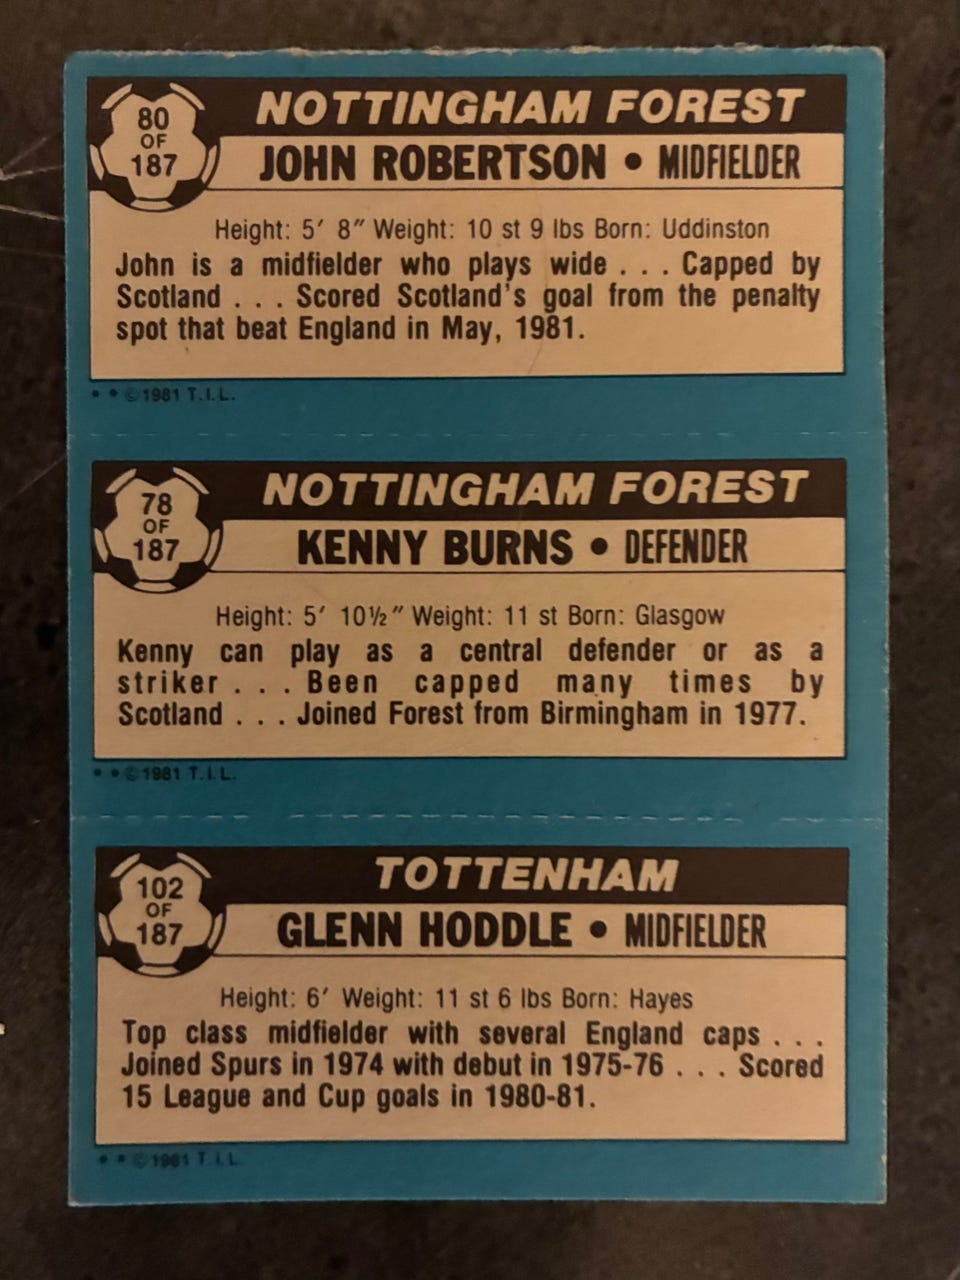 80
OF
187
NOTTINGHAM FOREST
JOHN ROBERTSON • MIDFIELDER
Height: 5′ 8″ Weight: 10 st 9 lbs Born: Uddinston
John is a midfielder who plays wide . . . Capped by
Scotland . . . Scored Scotland's goal from the penalty
spot that beat England in May, 1981.
* * ©1981 T.I.L.
78
OF
187
NOTTINGHAM FOREST
KENNY BURNS • DEFENDER
Height: 5′ 10½″ Weight: 11 st Born: Glasgow
Kenny can play as a central defender or as a
striker . . . Been capped many times by
Scotland . . . Joined Forest from Birmingham in 1977.
* * ©1981 T.I.L.
102
OF
187
TOTTENHAM
GLENN HODDLE • MIDFIELDER
Height: 6′ Weight: 11 st 6 lbs Born: Hayes
Top class midfielder with several England caps . . .
Joined Spurs in 1974 with debut in 1975-76 . . . Scored
15 League and Cup goals in 1980-81.
* * ©1981 T.I.L.